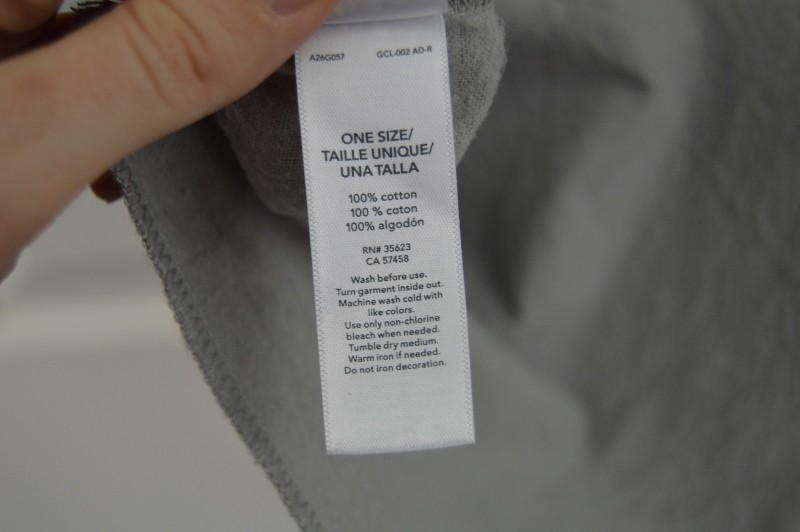 A26G057 GCL-002 AD-R
ONE SIZE/
TAILLE UNIQUE/
UNA TALLA
100% cotton
100 % coton
100% algodón
RN# 35623
CA 57458
Wash before use.
Turn garment inside out.
Machine wash cold with
like colors.
Use only non-chlorine
bleach when needed.
Tumble dry medium.
Warm iron if needed.
Do not iron decoration.